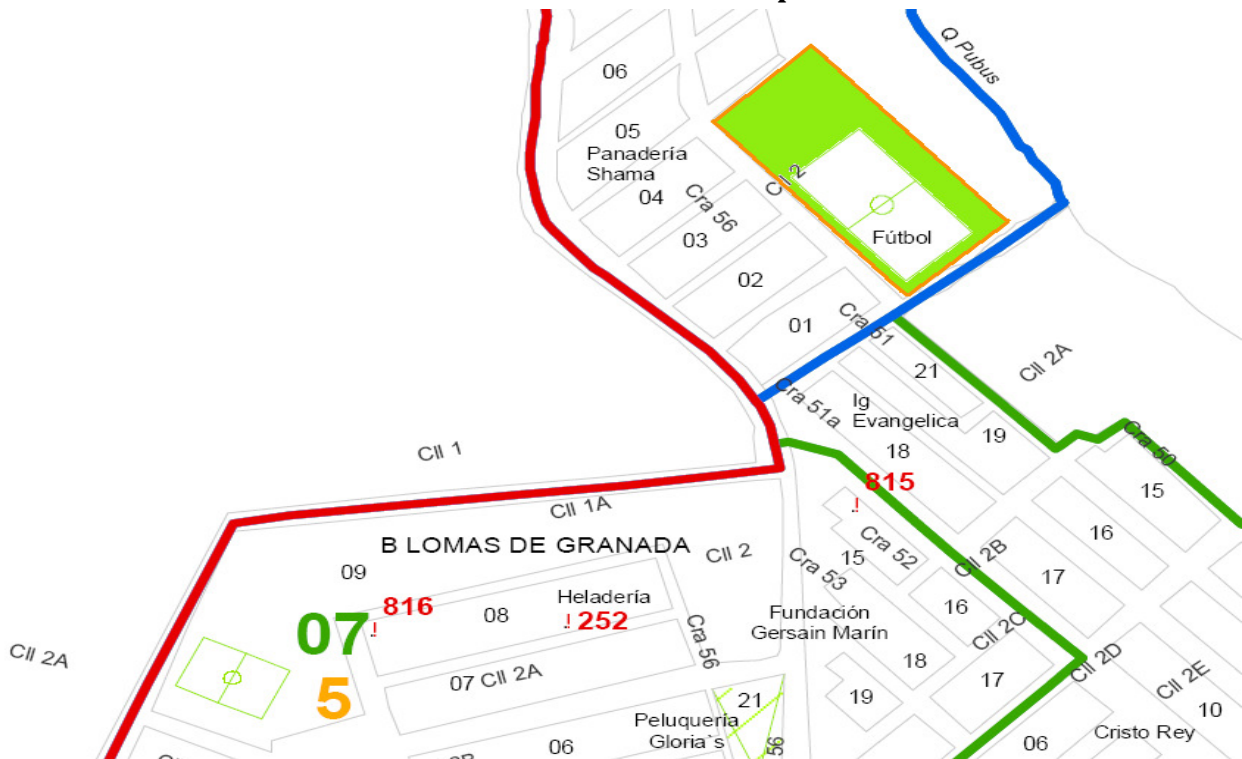 Q Pubus
06
05
Panadería
Shama
04
Cll 2
Cra 56
03
Fútbol
02
01
Cra 51
Cll 2A
21
Cra 51a
Ig
Evangelica
19
Cra 50
Cll 1
18
815
15
Cll 1A
16
B LOMAS DE GRANADA
Cll 2
Cra 52
Cll 2B
15
Cra 53
17
09
816
08
Heladería
252
Fundación
Gersain Marín
16
07
Cll 2C
Cra 56
Cll 2A
18
Cll 2D
07 Cll 2A
17
Cll 2E
5
21
19
10
Peluquería
Gloria`s
56
06
06
Cristo Rey